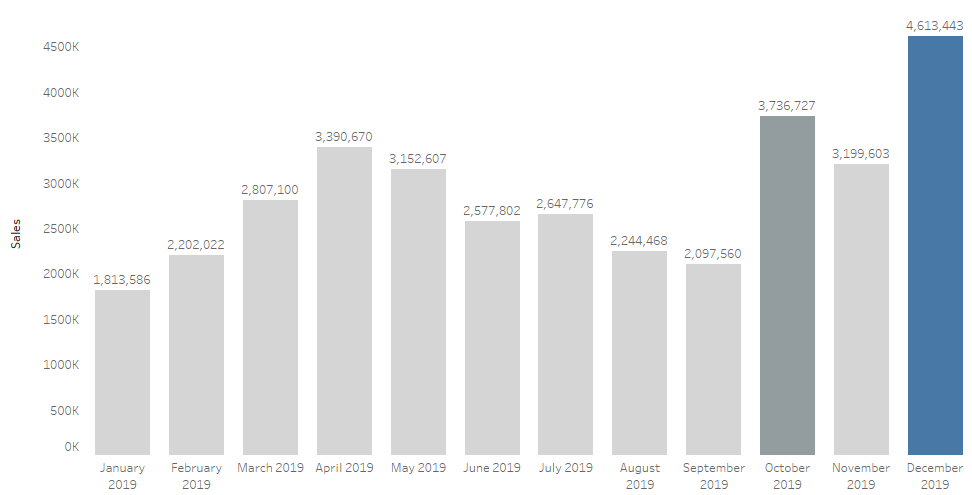 4,613,443
4500K
4000K
3,736,727
3500K
3,390,670
3,152,607
3,199,603
3000K
2,807,100
2,577,802
2,647,776
2500K
2,202,022
2,244,468
2,097,560
Sales
2000K
1,813,586
1500K
1000K
500K
0K
January
2019
February
2019
March 2019
April 2019
May 2019
June 2019
July 2019
August
2019
September
2019
October
2019
November
2019
December
2019